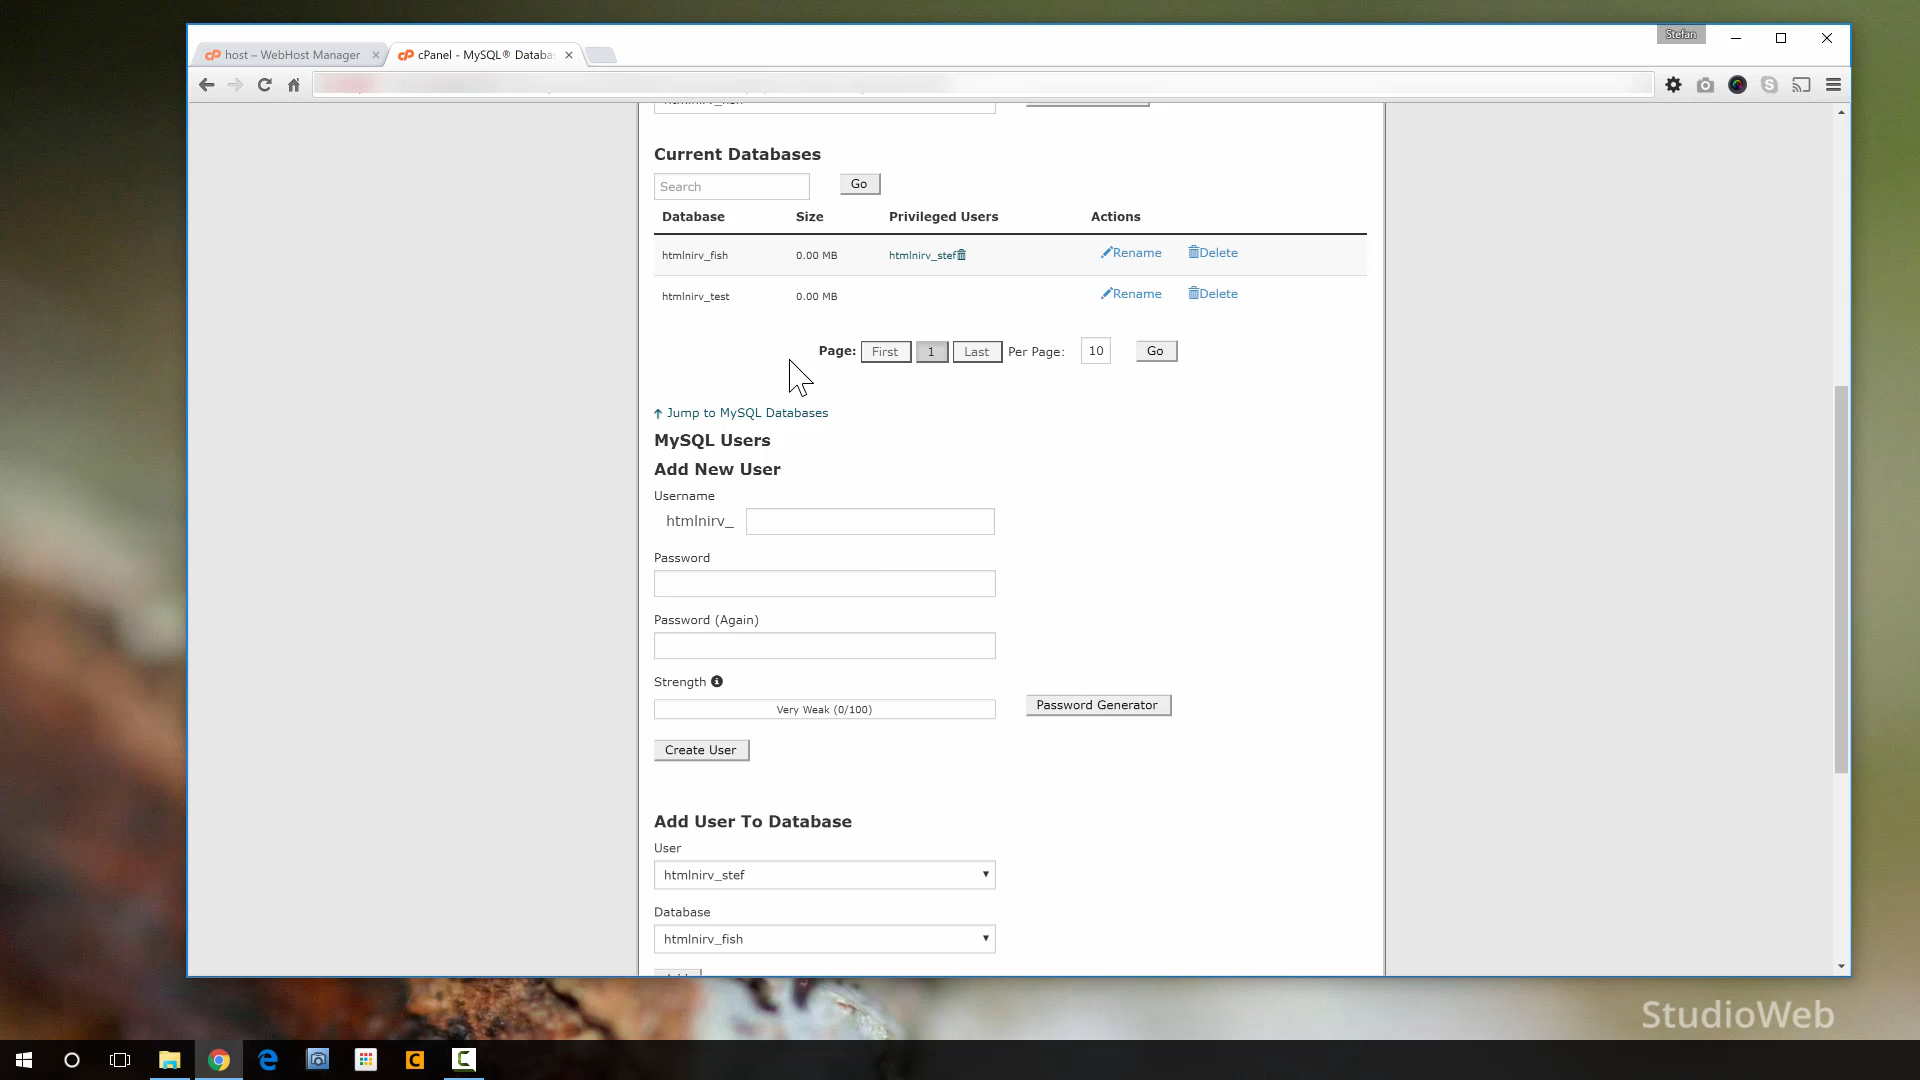 Stefan
host – WebHost Manager
cPanel - MySQL® Databa
Current Databases
Search
Go
Database Size Privileged Users Actions
htmlnirv_fish 0.00 MB htmlnirv_stef Rename Delete
htmlnirv_test 0.00 MB Rename Delete
Page: First 1 Last Per Page: 10 Go
Jump to MySQL Databases
MySQL Users
Add New User
Username
htmlnirv_
Password
Password (Again)
Strength
Very Weak (0/100)
Password Generator
Create User
Add User To Database
User
htmlnirv_stef
Database
htmlnirv_fish
StudioWeb